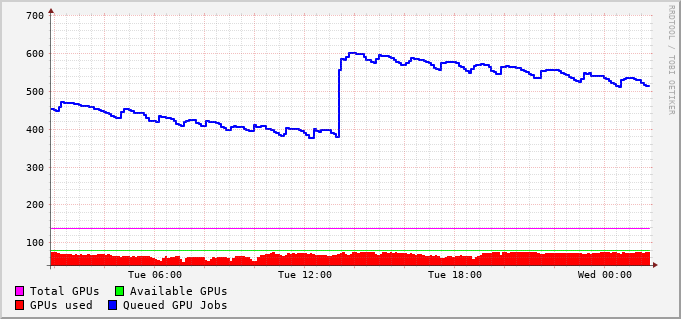 700
600
500
400
300
200
100
Tue 06:00 Tue 12:00 Tue 18:00 Wed 00:00
Total GPUs Available GPUs
GPUs used Queued GPU Jobs
RRDTOOL / TOBI OETIKER